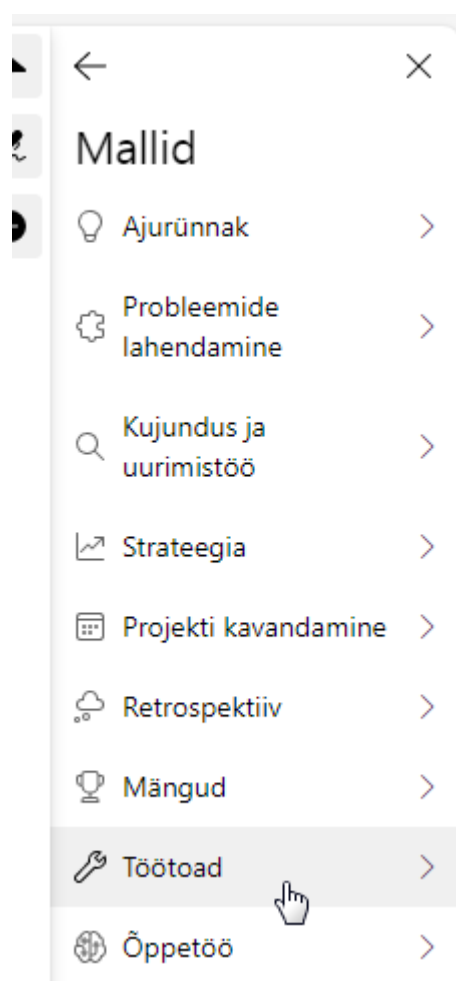 Mallid
Ajurünnak
Probleemide
lahendamine
Kujundus ja
uurimistöö
Strateegia
Projekti kavandamine
Retrospektiiv
Mängud
Töötoad
Õppetöö